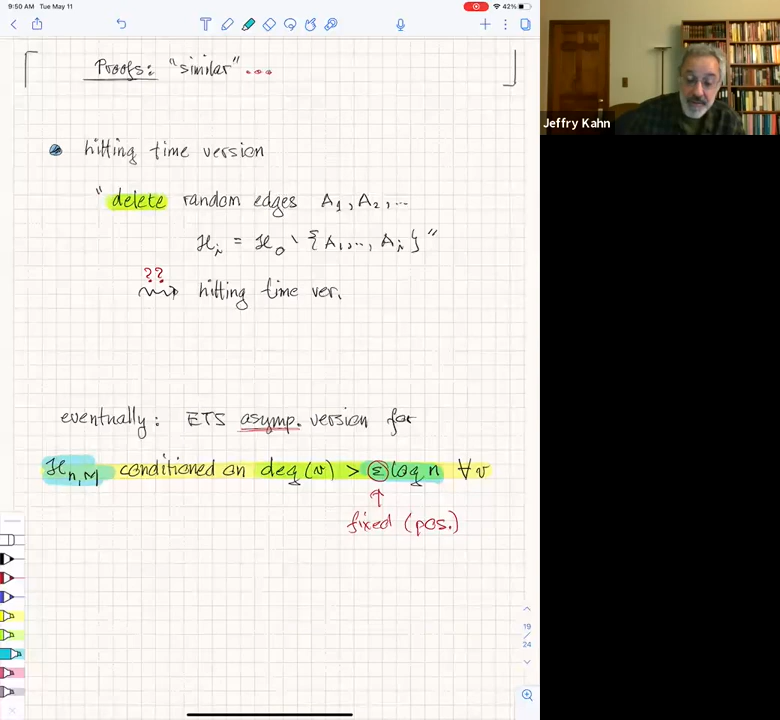 9:50 AM Tue May 11
42%
Proofs: "similar"...
Jeffry Kahn
• hitting time version
"delete random edges A₁, A₂, ...
ℋᵢ = ℋ₀ \ {A₁, ..., Aᵢ}"
??
⇝ hitting time ver.
eventually: ETS asymp. version for
ℋₙ,ₘ conditioned on deg(v) > ε log n ∀v
↑
fixed (pos.)
19
/
24